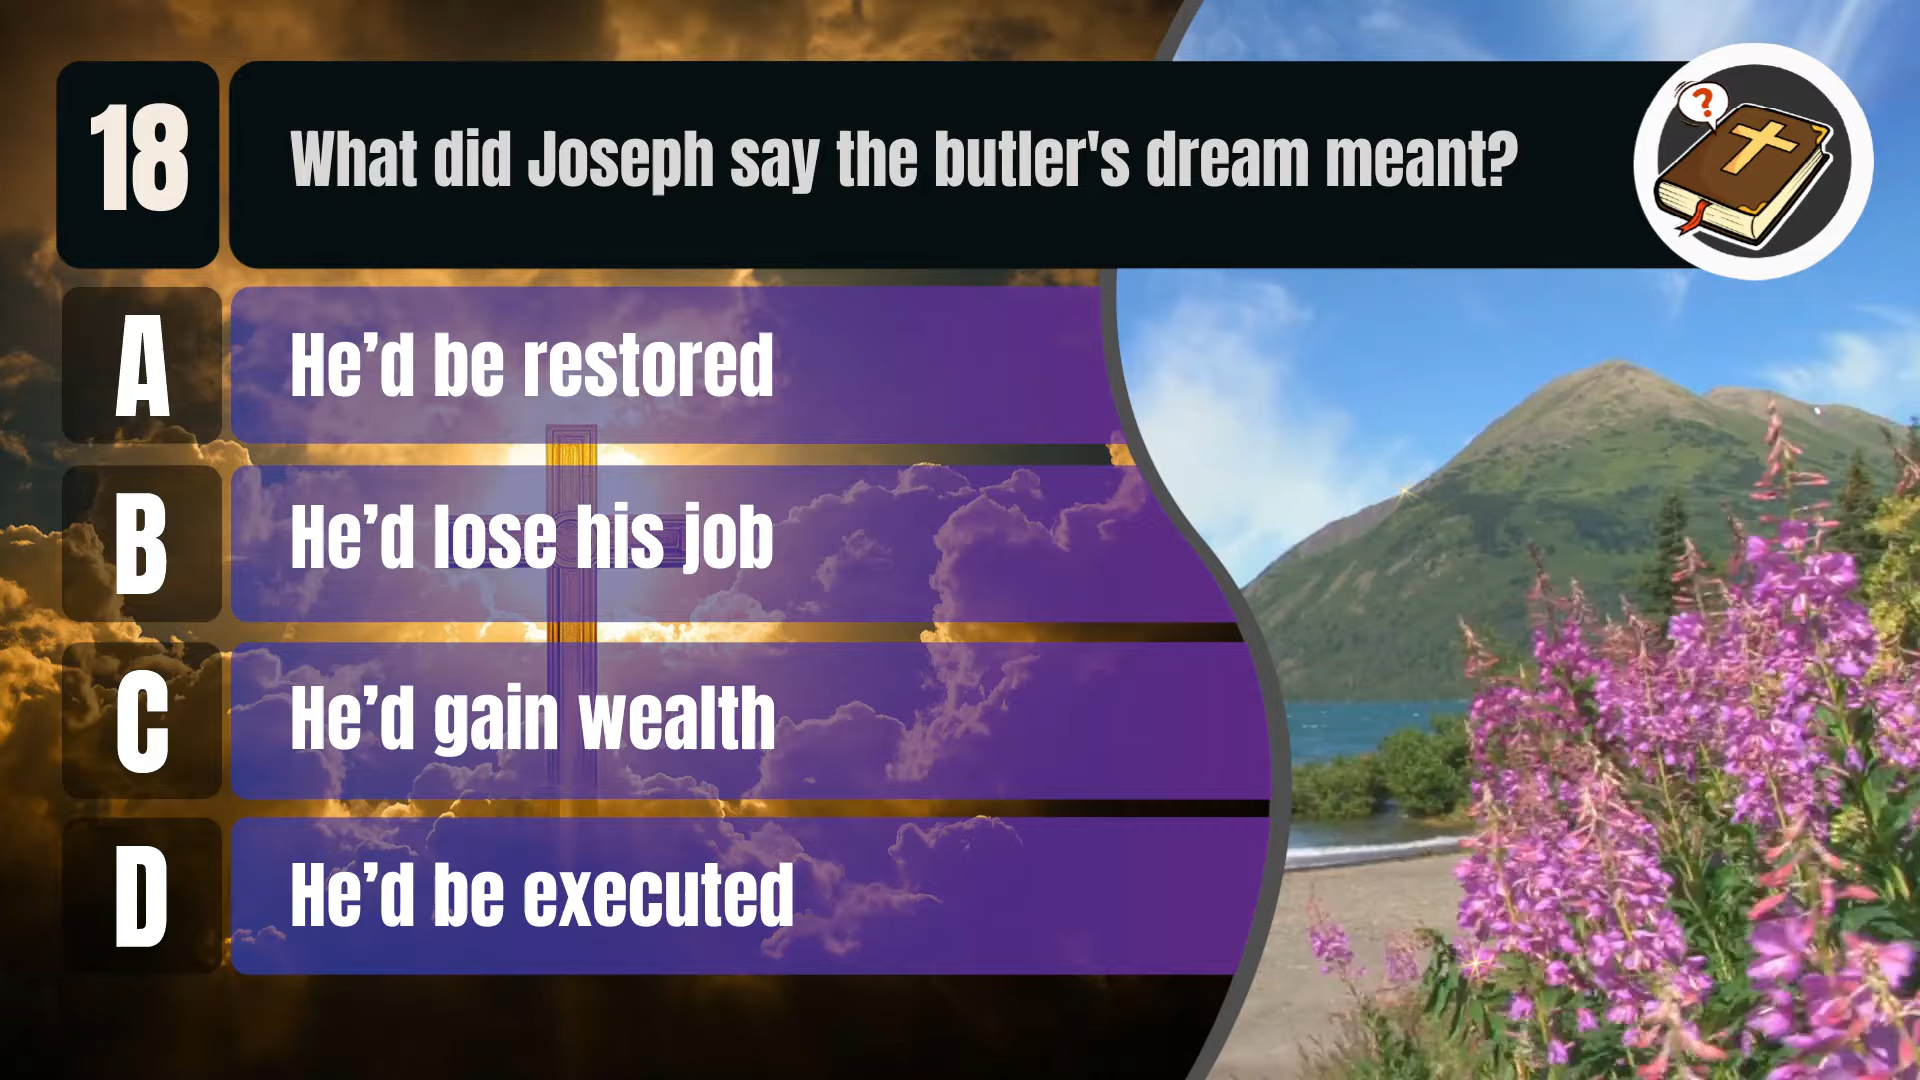 18
What did Joseph say the butler's dream meant?
?
A
He’d be restored
B
He’d lose his job
C
He’d gain wealth
D
He’d be executed